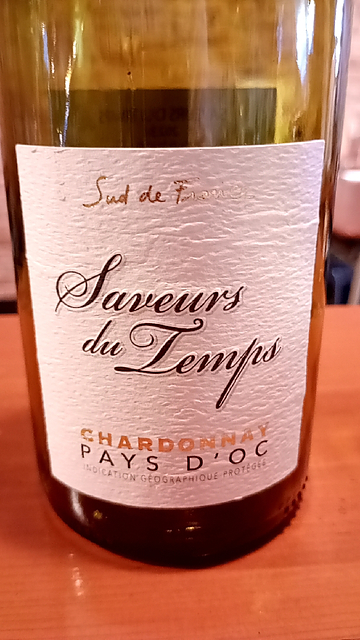 Sud de France
Saveurs
du Temps
CHARDONNAY
PAYS D'OC
INDICATION GÉOGRAPHIQUE PROTÉGÉE